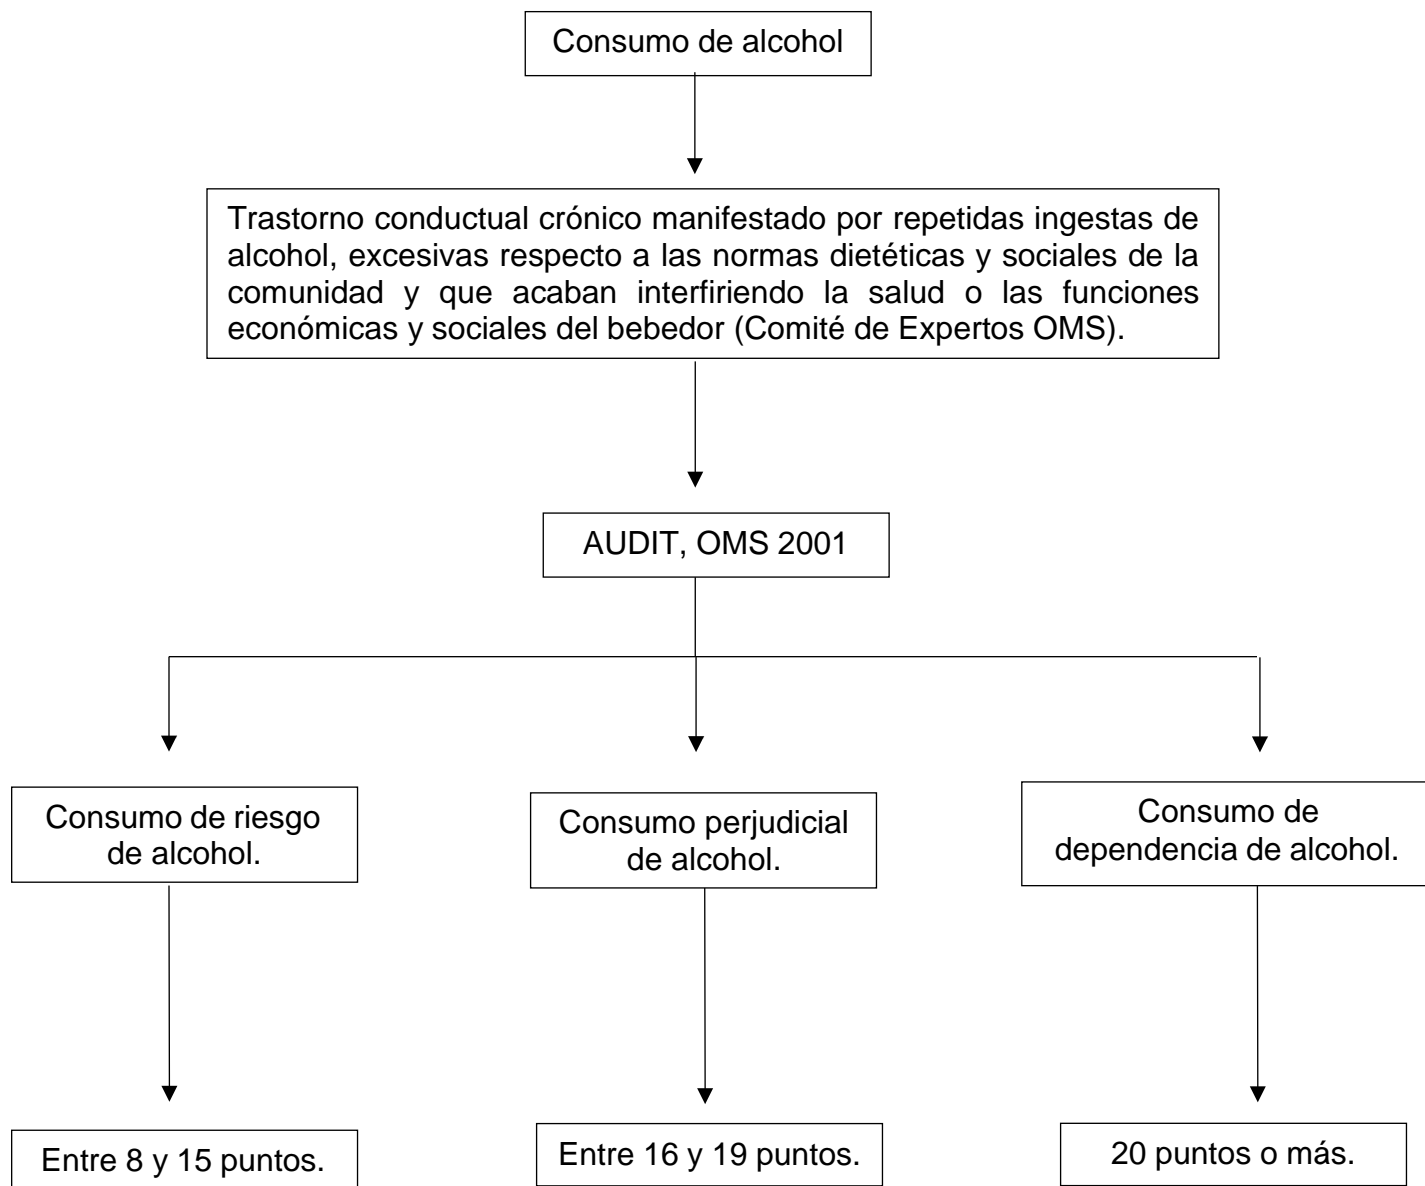 Consumo de alcohol
Trastorno conductual crónico manifestado por repetidas ingestas de
alcohol, excesivas respecto a las normas dietéticas y sociales de la
comunidad y que acaban interfiriendo la salud o las funciones
económicas y sociales del bebedor (Comité de Expertos OMS).
AUDIT, OMS 2001
Consumo de riesgo
de alcohol.
Consumo perjudicial
de alcohol.
Consumo de
dependencia de alcohol.
Entre 8 y 15 puntos.
Entre 16 y 19 puntos.
20 puntos o más.